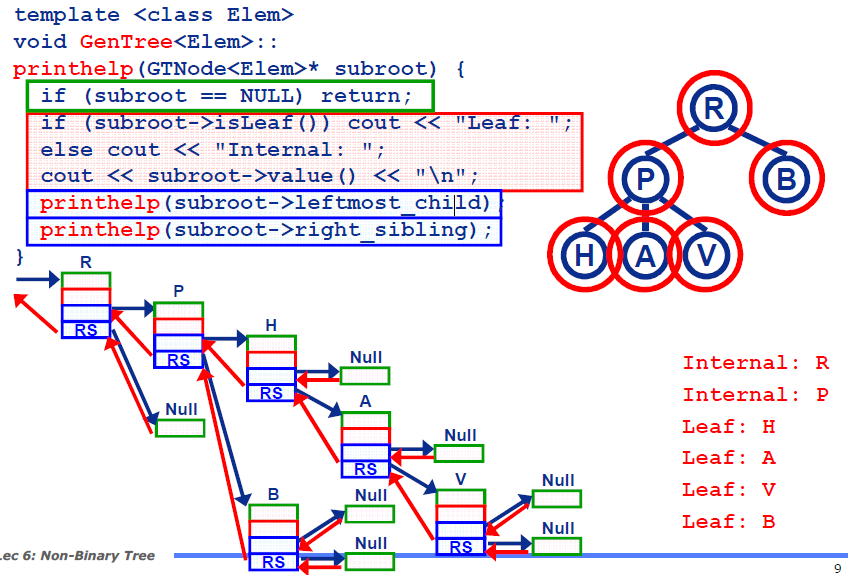 template <class Elem>
void GenTree<Elem>::
printhelp(GTNode<Elem>* subroot) {
if (subroot == NULL) return;
if (subroot->isLeaf()) cout << "Leaf: ";
else cout << "Internal: ";
cout << subroot->value() << "\n";
printhelp(subroot->leftmost_child);
printhelp(subroot->right_sibling);
}
R
P
B
H
A
V
R
RS
P
RS
H
RS
Null
Null
A
RS
Null
B
RS
Null
Null
V
RS
Null
Null
Internal: R
Internal: P
Leaf: H
Leaf: A
Leaf: V
Leaf: B
Lec 6: Non-Binary Tree
9